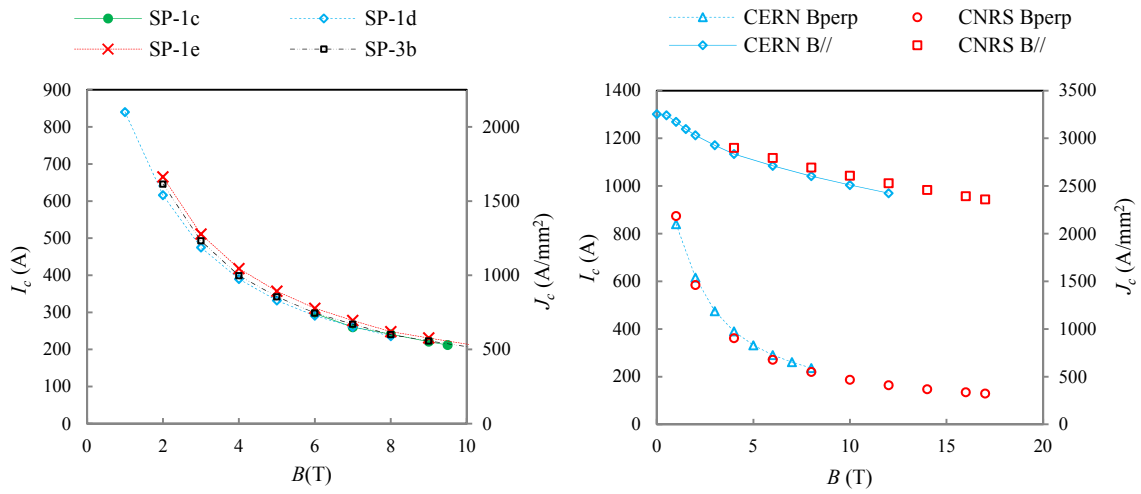 SP-1c SP-1d
SP-1e SP-3b
900
800
700
600
500
400
300
200
100
0
I_c (A)
2000
1500
1000
500
0
J_c (A/mm²)
0 2 4 6 8 10
B(T)
CERN Bperp CNRS Bperp
CERN B// CNRS B//
1400
1200
1000
800
600
400
200
0
I_c (A)
3500
3000
2500
2000
1500
1000
500
0
J_c (A/mm²)
0 5 10 15 20
B (T)